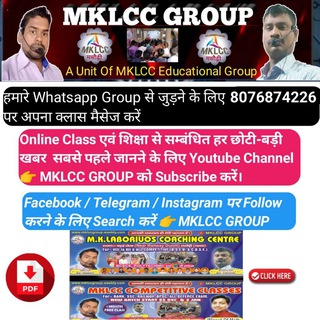 MKLCC GROUP
MKLCC
A Unit Of MKLCC Educational Group
हमारे Whatsapp Group से जुड़ने के लिए 8076874226
पर अपना क्लास मैसेज करें
Online Class एवं शिक्षा से सम्बंधित हर छोटी-बड़ी
खबर सबसे पहले जानने के लिए Youtube Channel
👉 MKLCC GROUP को Subscribe करें।
Facebook / Telegram / Instagram पर Follow
करने के लिए Search करें 👉 MKLCC GROUP
M.K.LABORIUOS COACHING CENTRE
MKLCC COMPETITIVE CLASSES
PDF
CLICK HERE